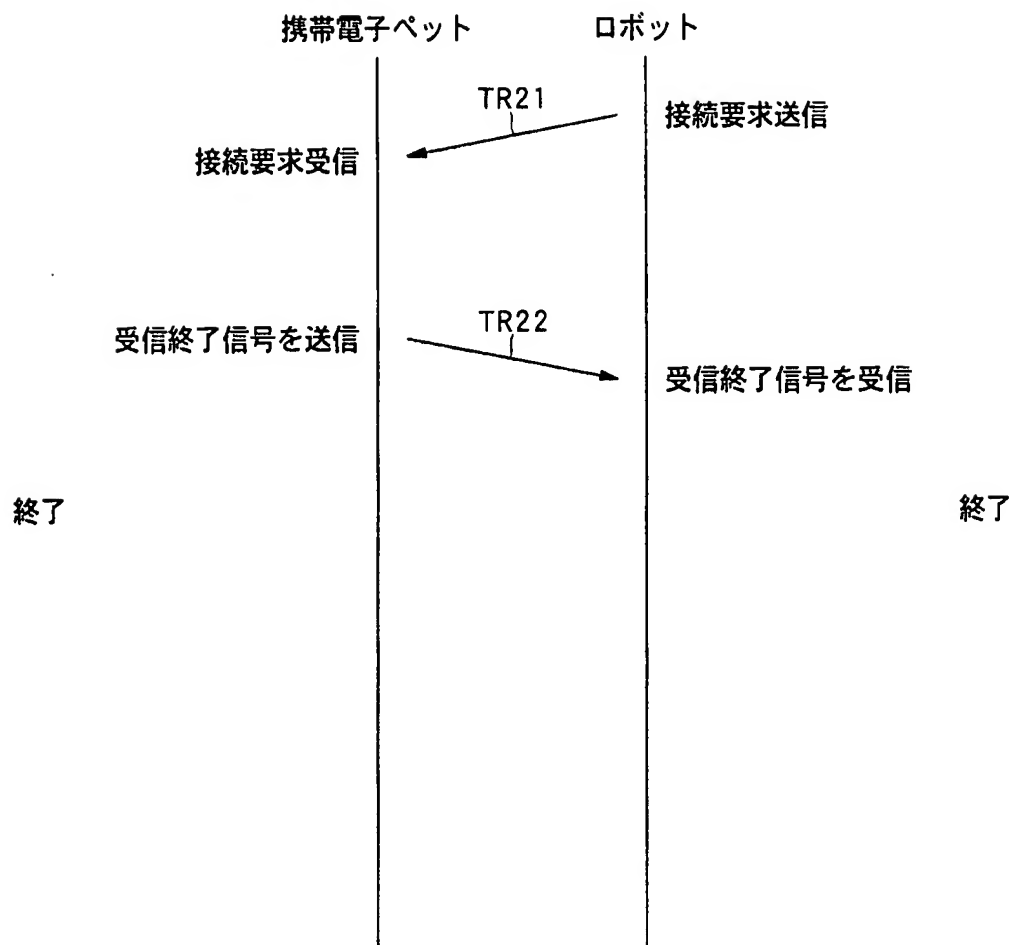 携帯電子ペット
ロボット
TR21
接続要求送信
接続要求受信
TR22
受信終了信号を送信
受信終了信号を受信
終了
終了